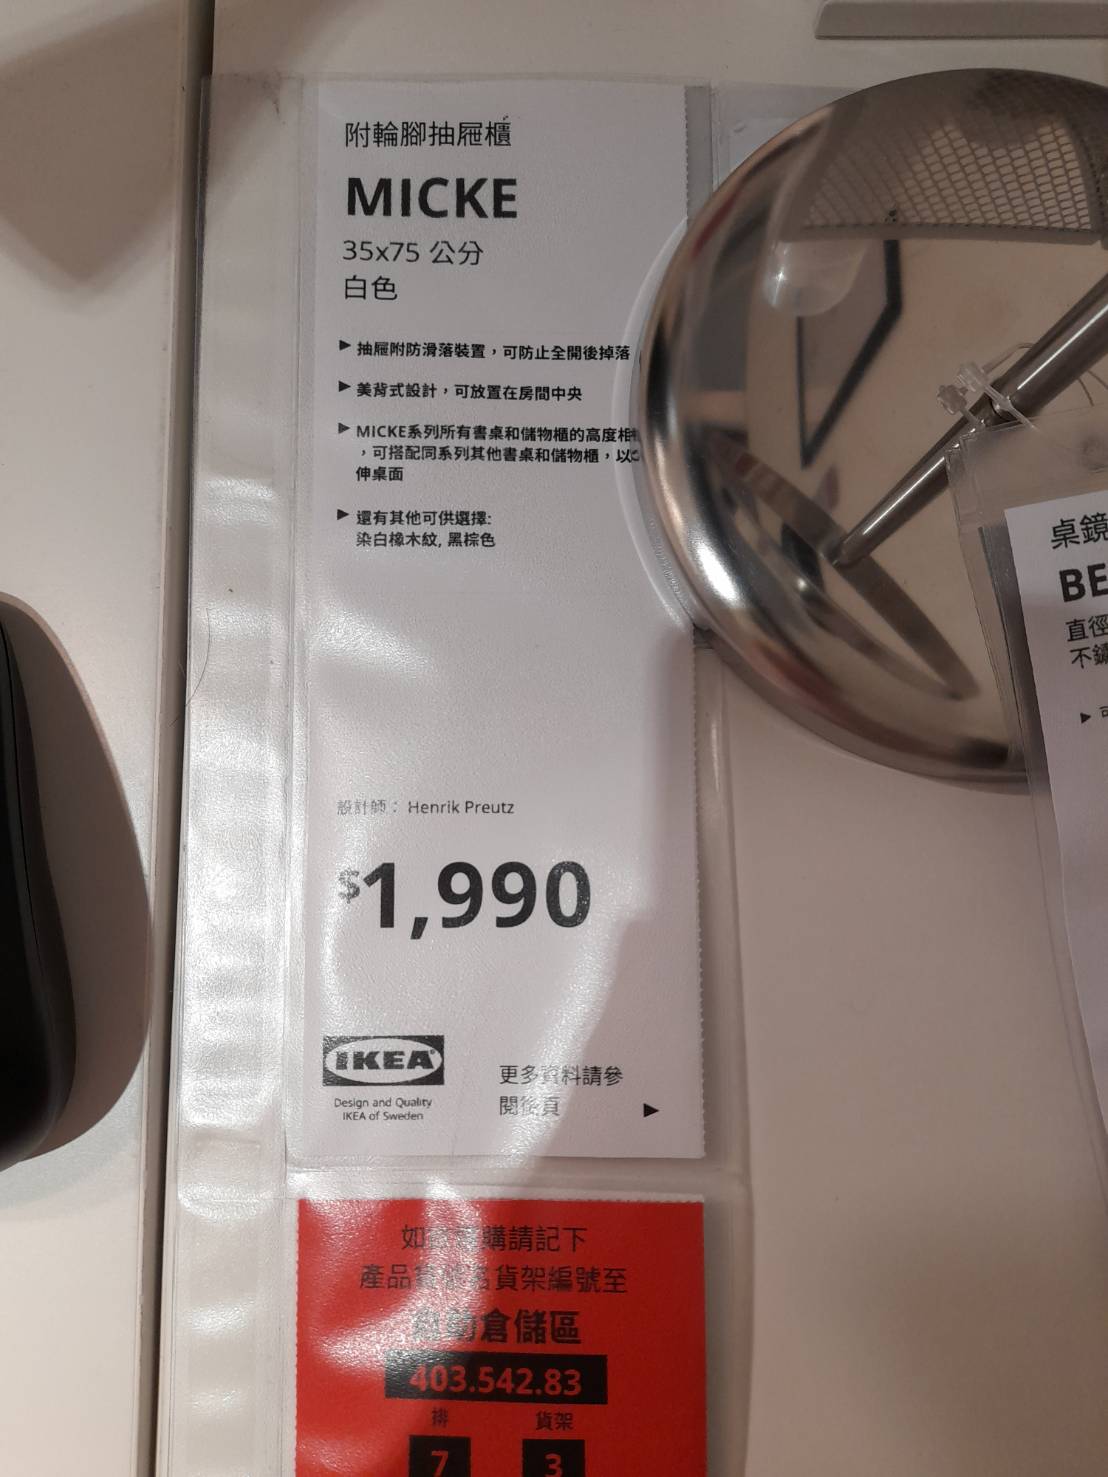 附輪腳抽屜櫃
MICKE
35x75 公分
白色
▶ 抽屜附防滑落裝置，可防止全開後掉落
▶ 美背式設計，可放置在房間中央
▶ MICKE系列所有書桌和儲物櫃的高度相
，可搭配同系列其他書桌和儲物櫃，以
伸桌面
▶ 還有其他可供選擇:
染白橡木紋, 黑棕色
設計師： Henrik Preutz
$1,990
IKEA
Design and Quality
IKEA of Sweden
更多資料請參
閱後頁 ▶
如 購請記下
產品 貨架編號至
自助倉儲區
403.542.83
排 貨架
7 3
桌鏡
BE
直徑
不鏽
▶ 可